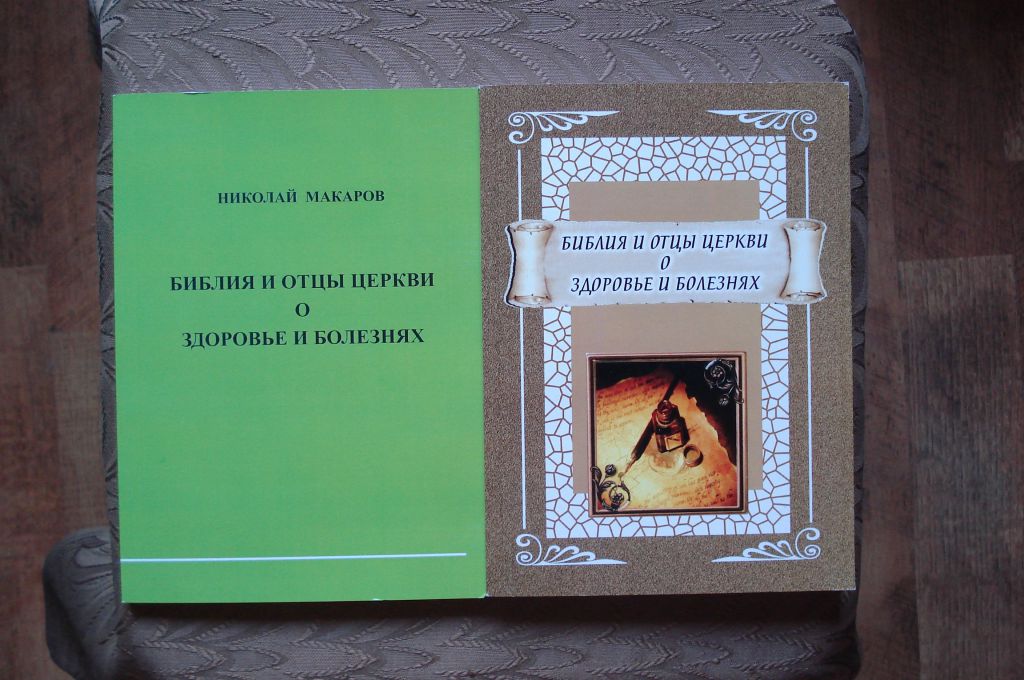 НИКОЛАЙ МАКАРОВ
БИБЛИЯ И ОТЦЫ ЦЕРКВИ
О
ЗДОРОВЬЕ И БОЛЕЗНЯХ
БИБЛИЯ И ОТЦЫ ЦЕРКВИ
О
ЗДОРОВЬЕ И БОЛЕЗНЯХ